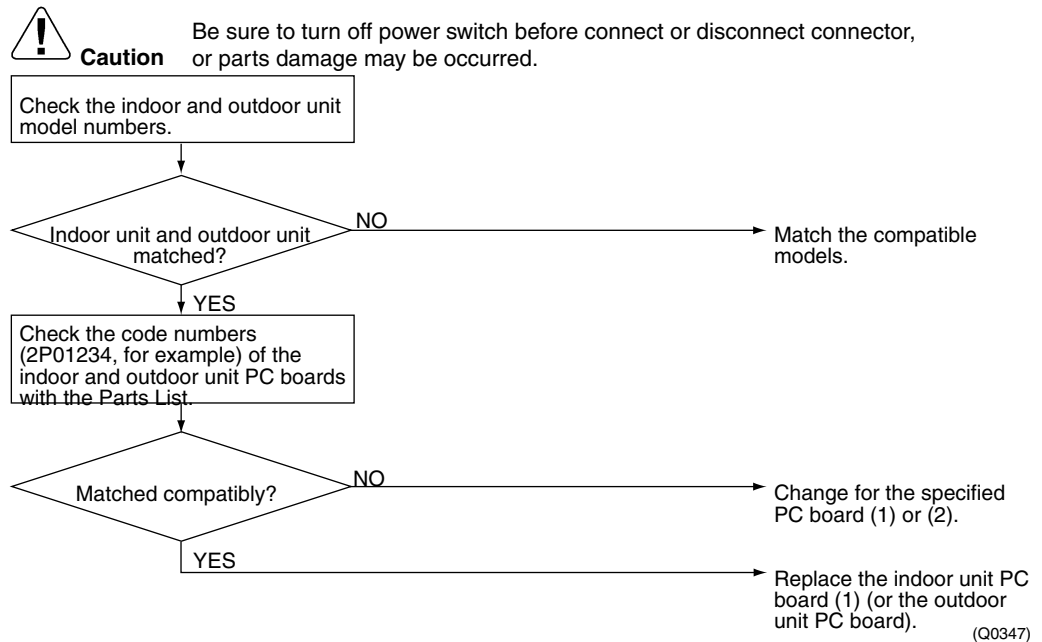 Be sure to turn off power switch before connect or disconnect connector,
Caution
or parts damage may be occurred.
Check the indoor and outdoor unit
model numbers.
NO
Indoor unit and outdoor unit
matched?
Match the compatible
models.
YES
Check the code numbers
(2P01234, for example) of the
indoor and outdoor unit PC boards
with the Parts List.
NO
Matched compatibly?
Change for the specified
PC board (1) or (2).
YES
Replace the indoor unit PC
board (1) (or the outdoor
unit PC board).
(Q0347)